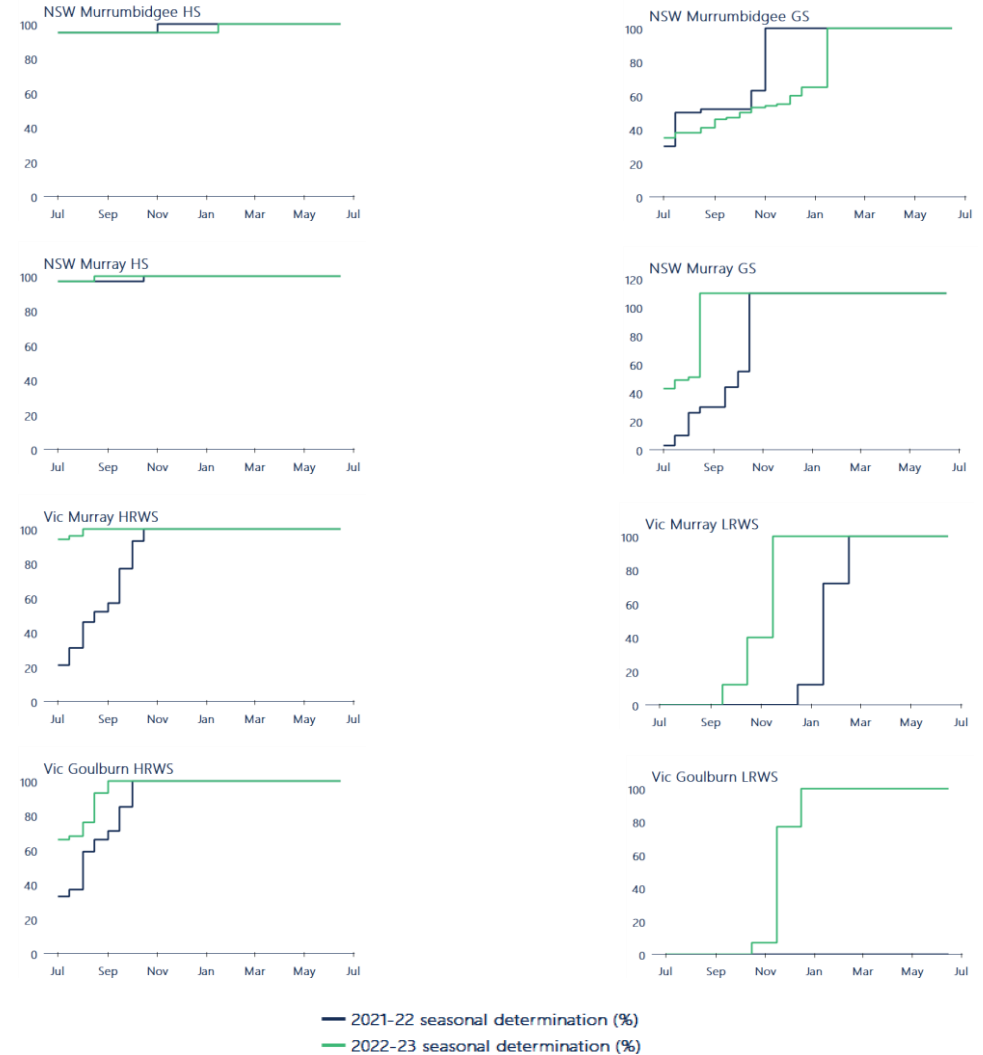 NSW Murrumbidgee HS
100
80
60
40
20
0
Jul Sep Nov Jan Mar May Jul
NSW Murrumbidgee GS
100
80
60
40
20
0
Jul Sep Nov Jan Mar May Jul
NSW Murray HS
100
80
60
40
20
0
Jul Sep Nov Jan Mar May Jul
NSW Murray GS
120
100
80
60
40
20
0
Jul Sep Nov Jan Mar May Jul
Vic Murray HRWS
100
80
60
40
20
0
Jul Sep Nov Jan Mar May Jul
Vic Murray LRWS
100
80
60
40
20
0
Jul Sep Nov Jan Mar May Jul
Vic Goulburn HRWS
100
80
60
40
20
0
Jul Sep Nov Jan Mar May Jul
Vic Goulburn LRWS
100
80
60
40
20
0
Jul Sep Nov Jan Mar May Jul
2021-22 seasonal determination (%)
2022-23 seasonal determination (%)